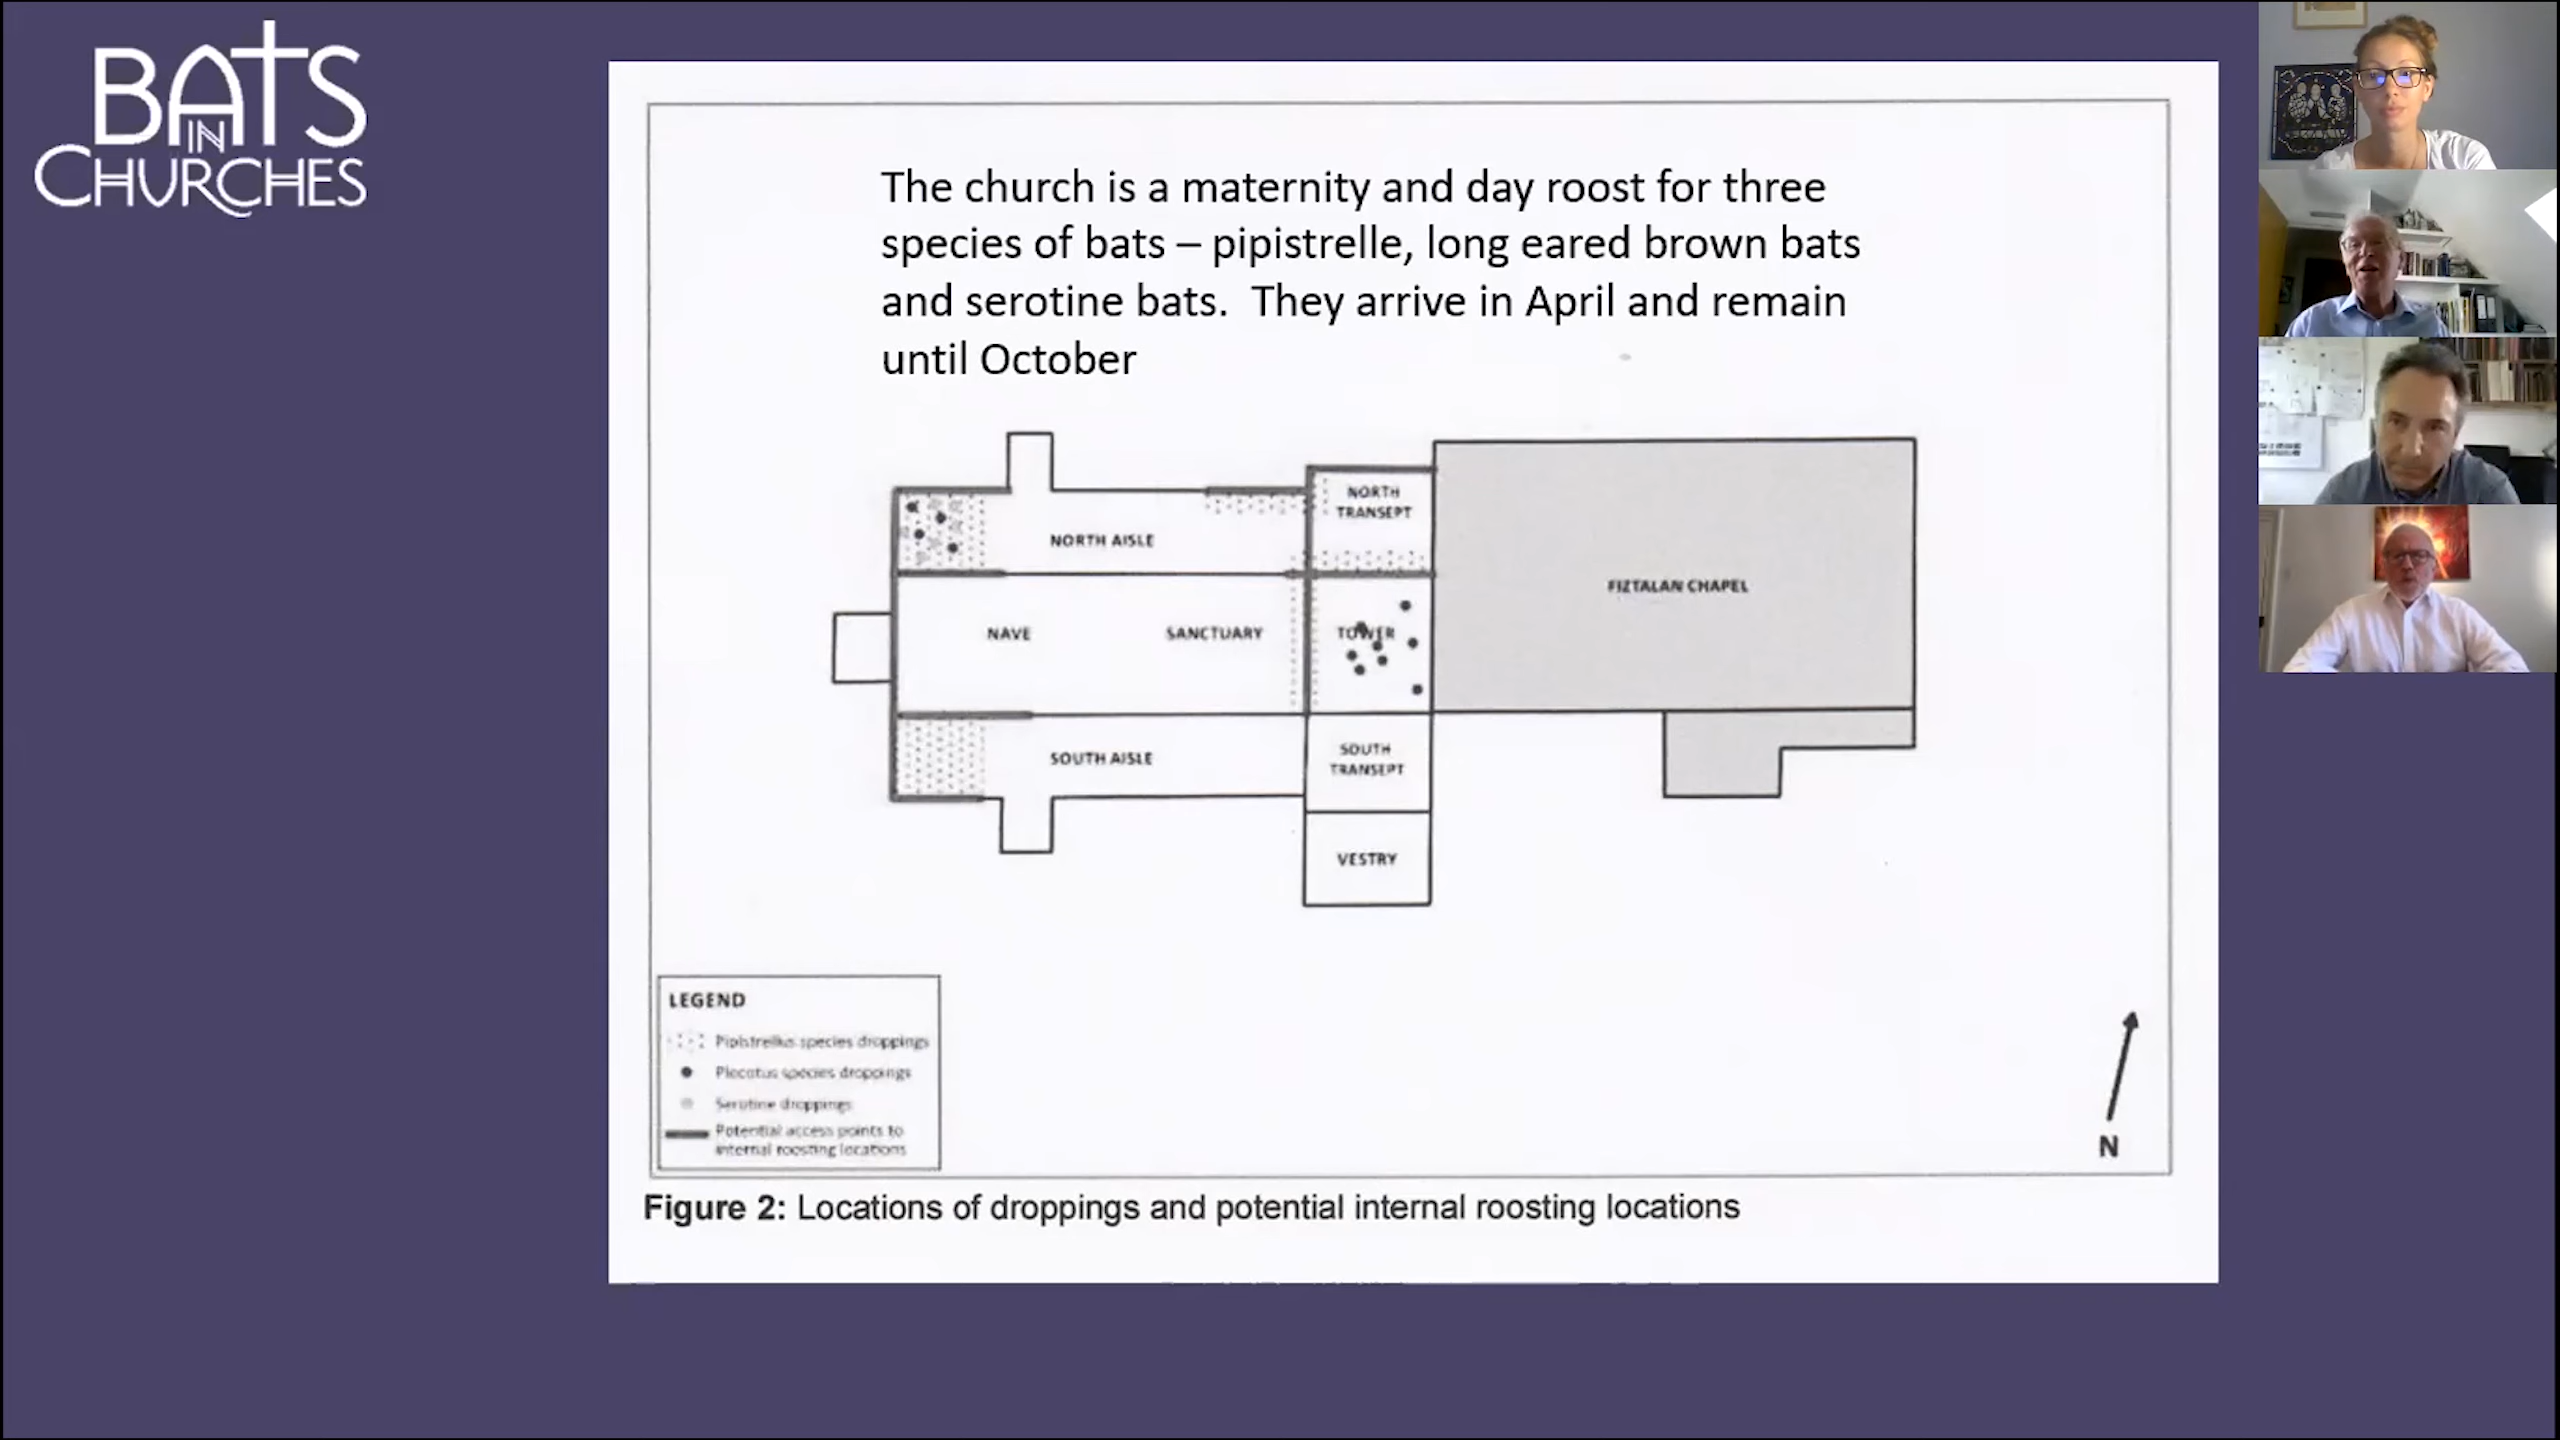 BATS
IN
CHURCHES
The church is a maternity and day roost for three
species of bats – pipistrelle, long eared brown bats
and serotine bats. They arrive in April and remain
until October
NORTH
TRANSEPT
NORTH AISLE
FIZTALAN CHAPEL
NAVE
SANCTUARY
TOWER
SOUTH AISLE
SOUTH
TRANSEPT
VESTRY
LEGEND
Pipistrellus species droppings
Plecotus species droppings
Serotine droppings
Potential access points to
internal roosting locations
N
Figure 2: Locations of droppings and potential internal roosting locations